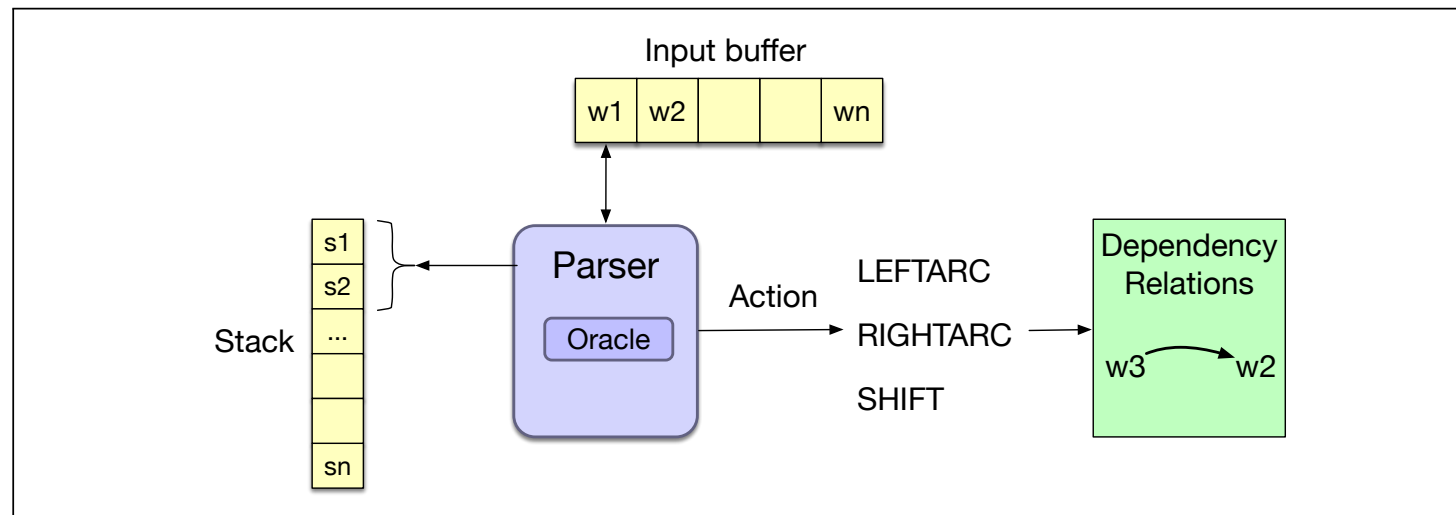 Input buffer
w1 w2 wn
Stack
s1
s2
...
sn
Parser
Oracle
Action
LEFTARC
RIGHTARC
SHIFT
Dependency
Relations
w3 w2